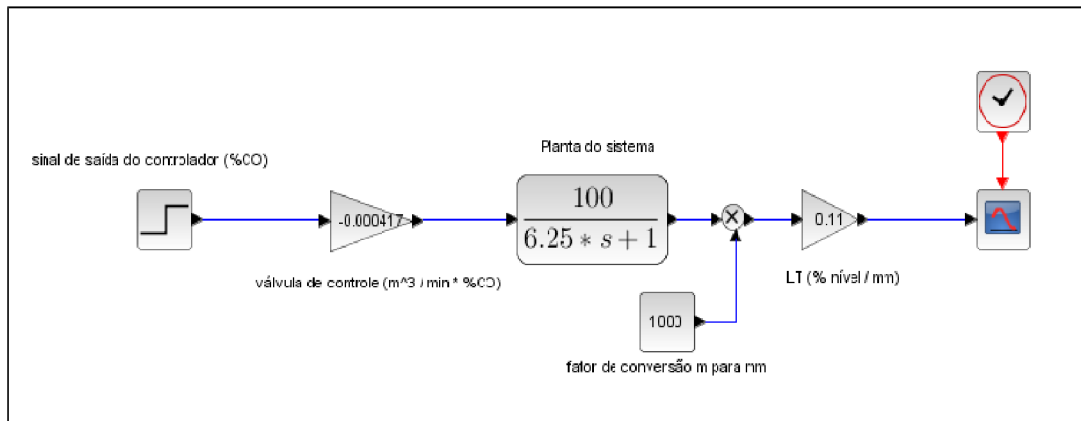 sinal de saída do controlador (%CO)
Planta do sistema
-0.000417
100
6.25 * s + 1
0.11
válvula de controle (m^3 / min * %CO)
LT (% nível / mm)
1000
fator de conversão m para mm